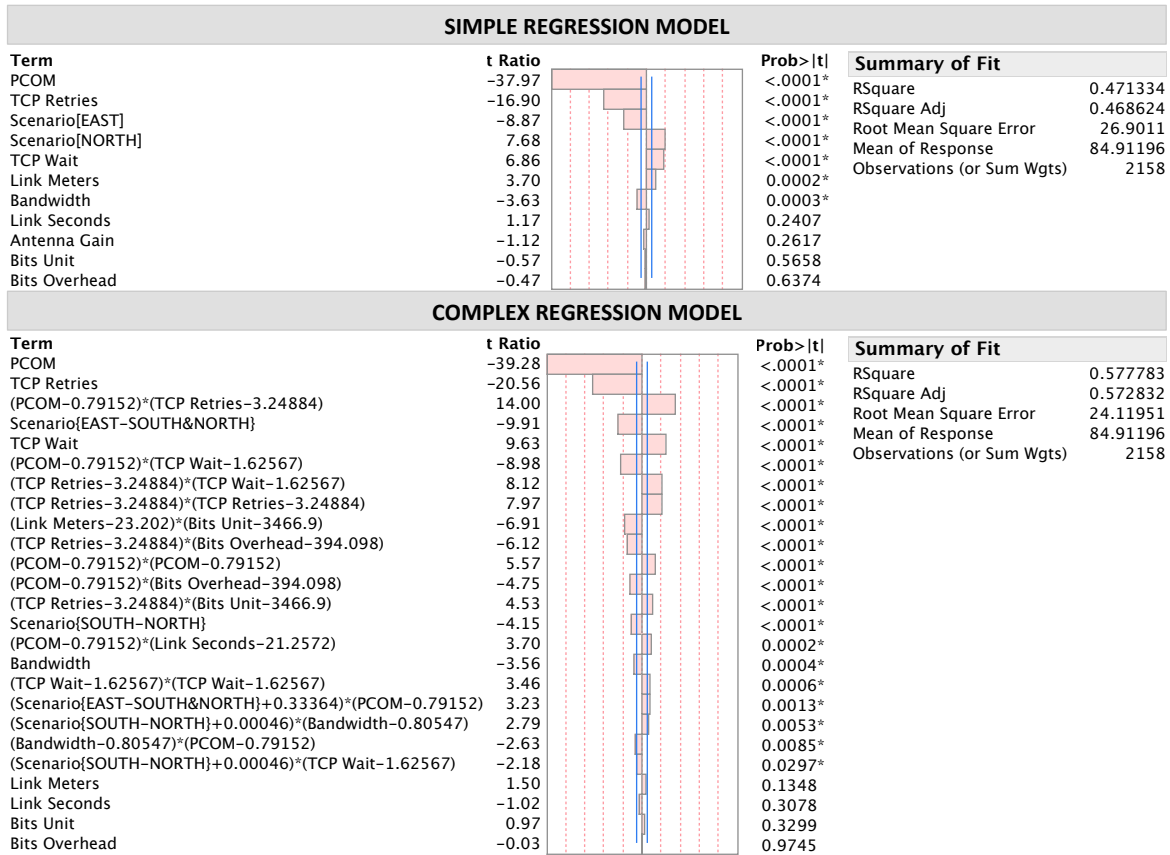 SIMPLE REGRESSION MODEL
Term t Ratio Prob>|t|
PCOM -37.97 <.0001*
TCP Retries -16.90 <.0001*
Scenario[EAST] -8.87 <.0001*
Scenario[NORTH] 7.68 <.0001*
TCP Wait 6.86 <.0001*
Link Meters 3.70 0.0002*
Bandwidth -3.63 0.0003*
Link Seconds 1.17 0.2407
Antenna Gain -1.12 0.2617
Bits Unit -0.57 0.5658
Bits Overhead -0.47 0.6374
Summary of Fit
RSquare 0.471334
RSquare Adj 0.468624
Root Mean Square Error 26.9011
Mean of Response 84.91196
Observations (or Sum Wgts) 2158
COMPLEX REGRESSION MODEL
Term t Ratio Prob>|t|
PCOM -39.28 <.0001*
TCP Retries -20.56 <.0001*
(PCOM-0.79152)*(TCP Retries-3.24884) 14.00 <.0001*
Scenario{EAST-SOUTH&NORTH} -9.91 <.0001*
TCP Wait 9.63 <.0001*
(PCOM-0.79152)*(TCP Wait-1.62567) -8.98 <.0001*
(TCP Retries-3.24884)*(TCP Wait-1.62567) 8.12 <.0001*
(TCP Retries-3.24884)*(TCP Retries-3.24884) 7.97 <.0001*
(Link Meters-23.202)*(Bits Unit-3466.9) -6.91 <.0001*
(TCP Retries-3.24884)*(Bits Overhead-394.098) -6.12 <.0001*
(PCOM-0.79152)*(PCOM-0.79152) 5.57 <.0001*
(PCOM-0.79152)*(Bits Overhead-394.098) -4.75 <.0001*
(TCP Retries-3.24884)*(Bits Unit-3466.9) 4.53 <.0001*
Scenario{SOUTH-NORTH} -4.15 <.0001*
(PCOM-0.79152)*(Link Seconds-21.2572) 3.70 0.0002*
Bandwidth -3.56 0.0004*
(TCP Wait-1.62567)*(TCP Wait-1.62567) 3.46 0.0006*
(Scenario{EAST-SOUTH&NORTH}+0.33364)*(PCOM-0.79152) 3.23 0.0013*
(Scenario{SOUTH-NORTH}+0.00046)*(Bandwidth-0.80547) 2.79 0.0053*
(Bandwidth-0.80547)*(PCOM-0.79152) -2.63 0.0085*
(Scenario{SOUTH-NORTH}+0.00046)*(TCP Wait-1.62567) -2.18 0.0297*
Link Meters 1.50 0.1348
Link Seconds -1.02 0.3078
Bits Unit 0.97 0.3299
Bits Overhead -0.03 0.9745
Summary of Fit
RSquare 0.577783
RSquare Adj 0.572832
Root Mean Square Error 24.11951
Mean of Response 84.91196
Observations (or Sum Wgts) 2158